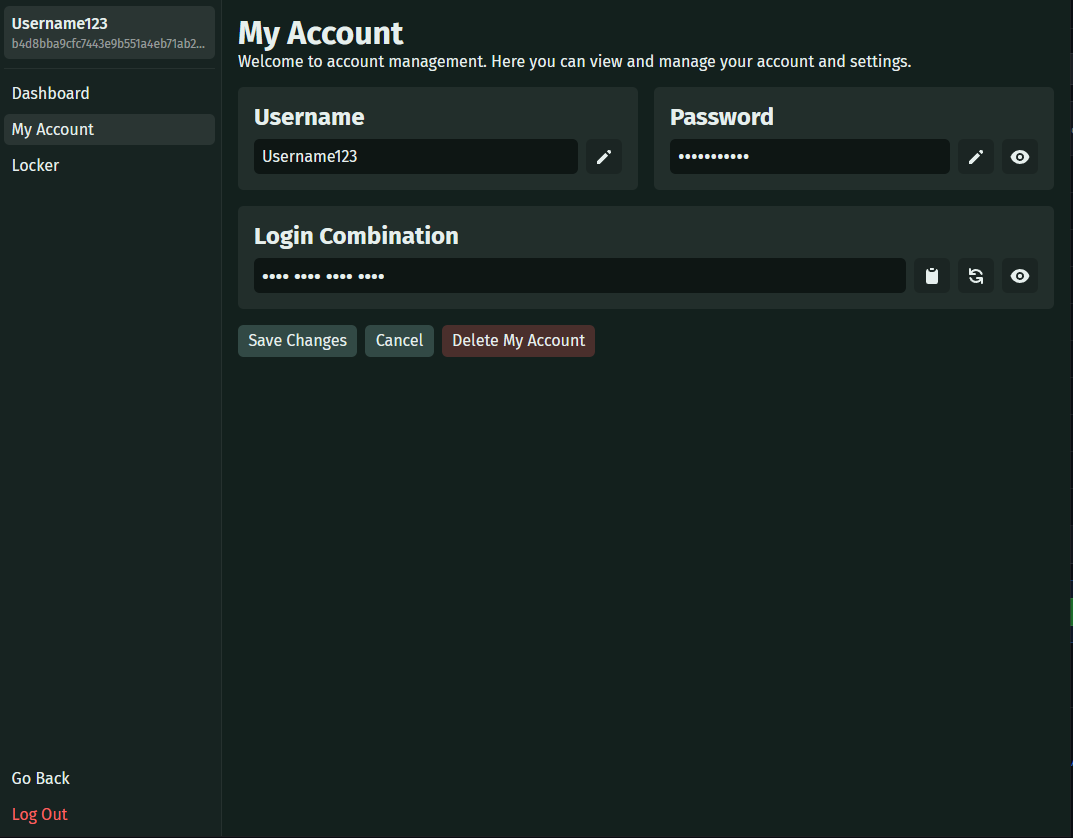 Username123
b4d8bba9cfc7443e9b551a4eb71ab2...
Dashboard
My Account
Locker
Go Back
Log Out
My Account
Welcome to account management. Here you can view and manage your account and settings.
Username
Username123
Password
•••••••••••
Login Combination
•••• •••• •••• ••••
Save Changes
Cancel
Delete My Account